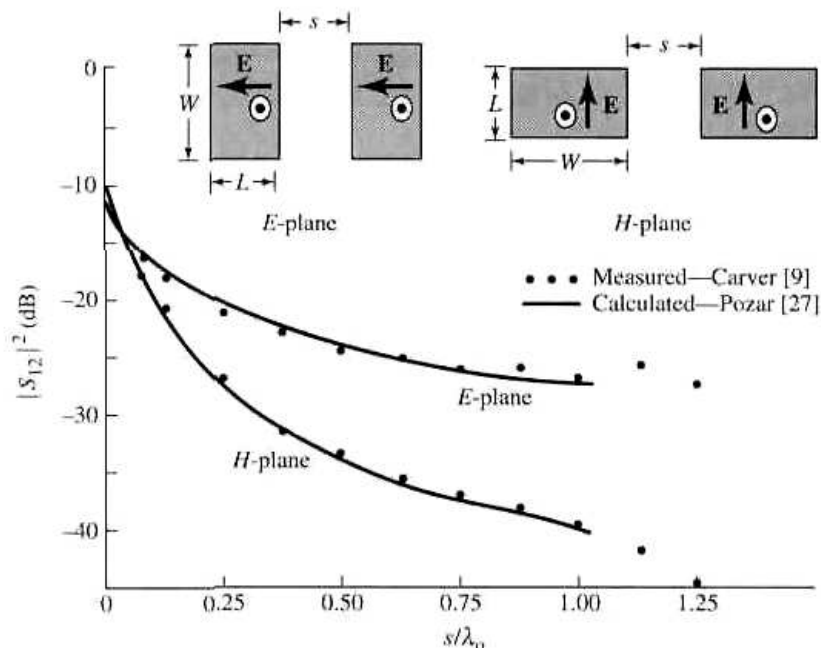 s
s
E
E
W
L
E
E
L
W
E-plane
H-plane
Measured—Carver [9]
Calculated—Pozar [27]
E-plane
H-plane
|S12|² (dB)
0
−10
−20
−30
−40
0
0.25
0.50
0.75
1.00
1.25
s/λo